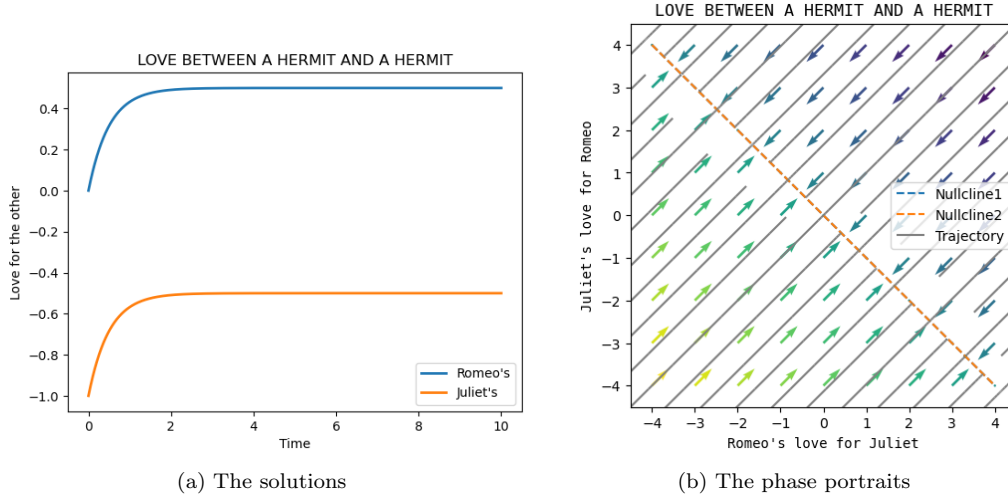 LOVE BETWEEN A HERMIT AND A HERMIT
Love for the other
0.4
0.2
0.0
−0.2
−0.4
−0.6
−0.8
−1.0
Romeo's
Juliet's
0 2 4 6 8 10
Time
(a) The solutions
LOVE BETWEEN A HERMIT AND A HERMIT
Juliet's love for Romeo
4
3
2
1
0
−1
−2
−3
−4
Nullcline1
Nullcline2
Trajectory
−4 −3 −2 −1 0 1 2 3 4
Romeo's love for Juliet
(b) The phase portraits